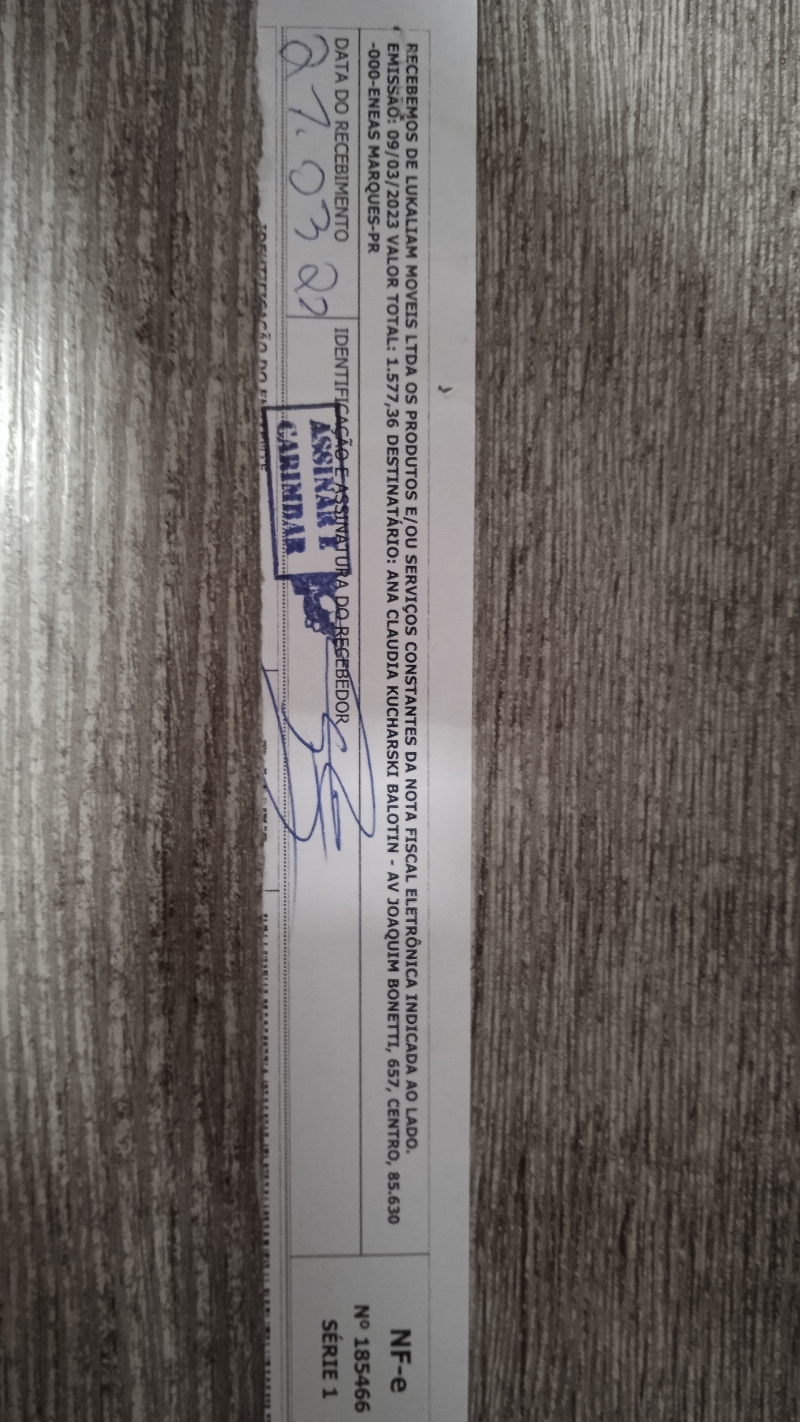 RECEBEMOS DE LUKALIAM MOVEIS LTDA OS PRODUTOS E/OU SERVIÇOS CONSTANTES DA NOTA FISCAL ELETRÔNICA INDICADA AO LADO.
EMISSÃO: 09/03/2023 VALOR TOTAL: 1.577,36 DESTINATÁRIO: ANA CLAUDIA KUCHARSKI BALOTIN - AV JOAQUIM BONETTI, 657, CENTRO, 85.630
-000-ENEAS MARQUES-PR
NF-e
Nº 185466
SÉRIE 1
DATA DO RECEBIMENTO
IDENTIFICAÇÃO E ASSINATURA DO RECEBEDOR
21.03
ASSINAR E
CARIMBAR